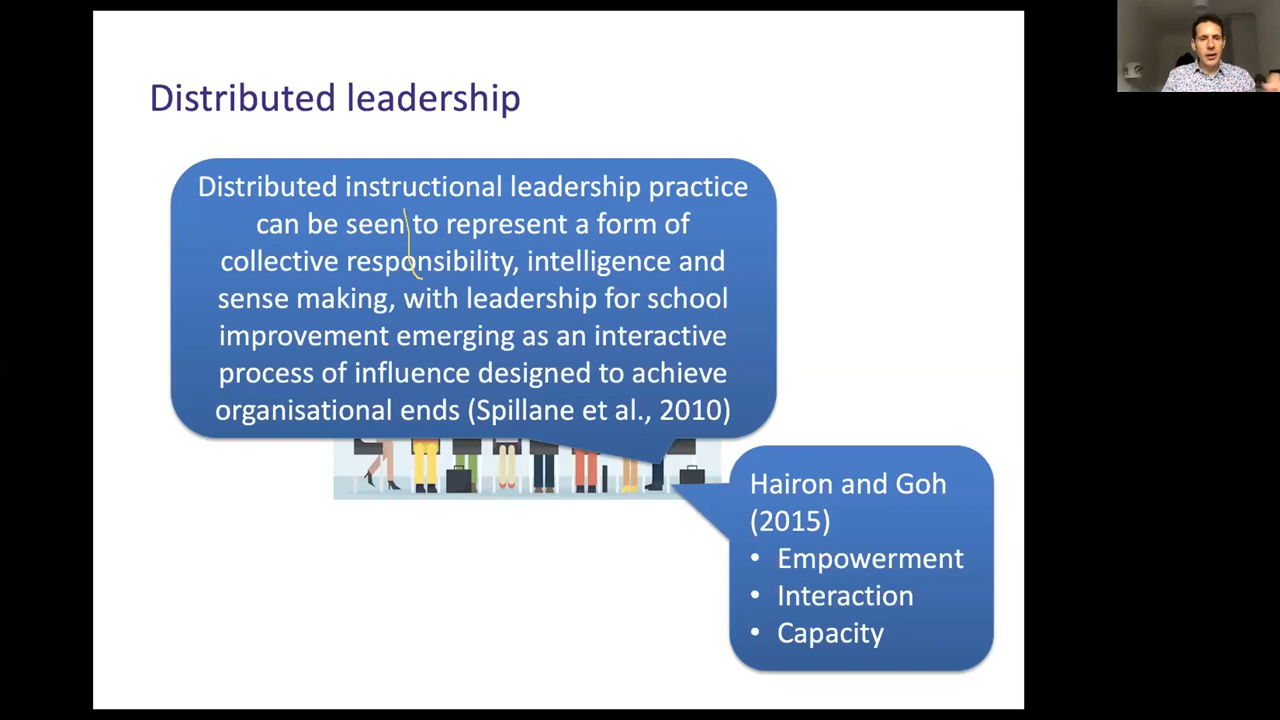 Distributed leadership
Distributed instructional leadership practice
can be seen to represent a form of
collective responsibility, intelligence and
sense making, with leadership for school
improvement emerging as an interactive
process of influence designed to achieve
organisational ends (Spillane et al., 2010)
Hairon and Goh
(2015)
• Empowerment
• Interaction
• Capacity